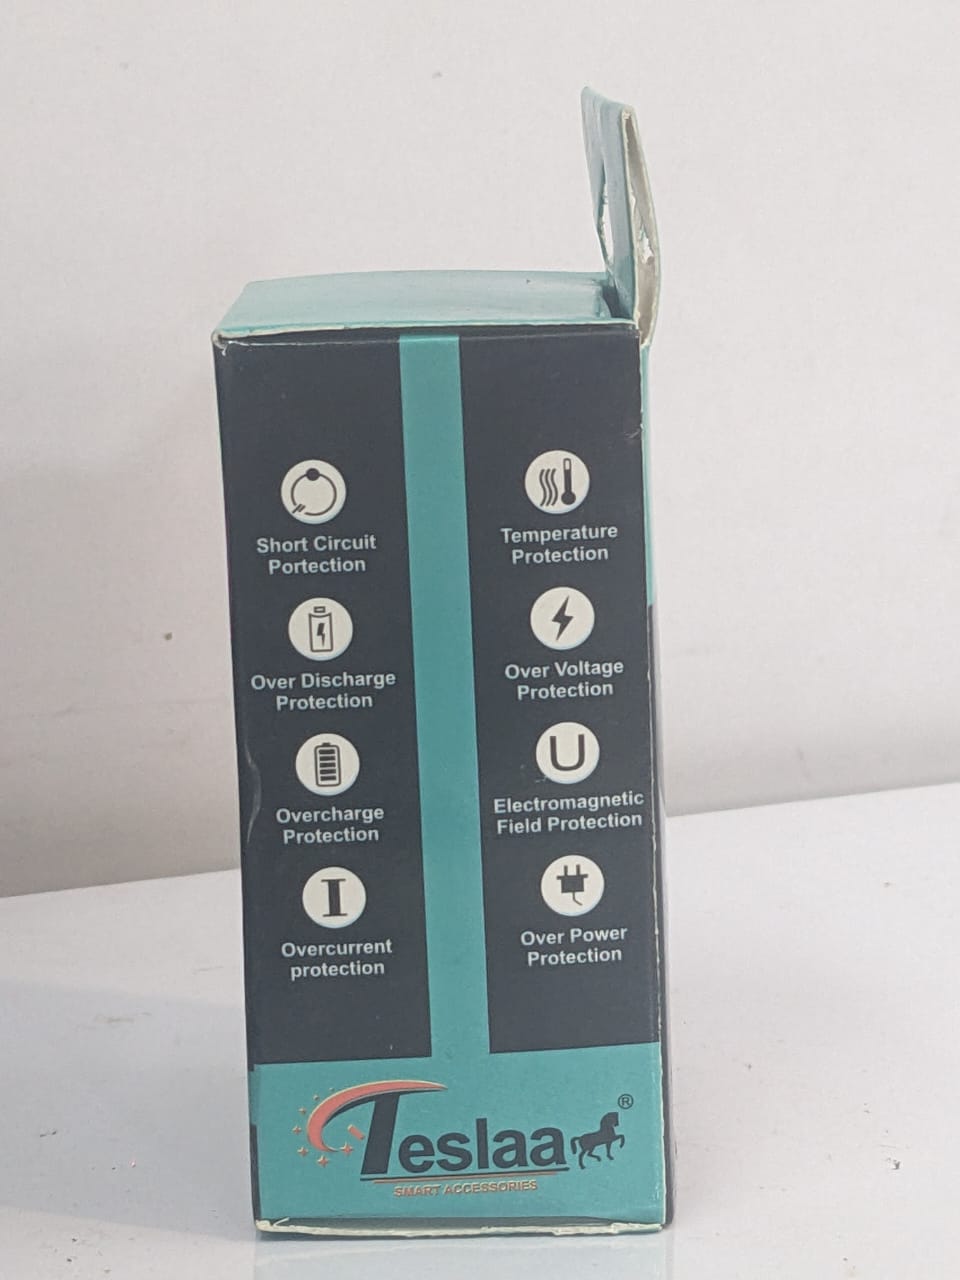 Short Circuit
Portection
Over Discharge
Protection
Overcharge
Protection
I
Overcurrent
protection
Temperature
Protection
Over Voltage
Protection
U
Electromagnetic
Field Protection
Over Power
Protection
Teslaa®
SMART ACCESSORIES